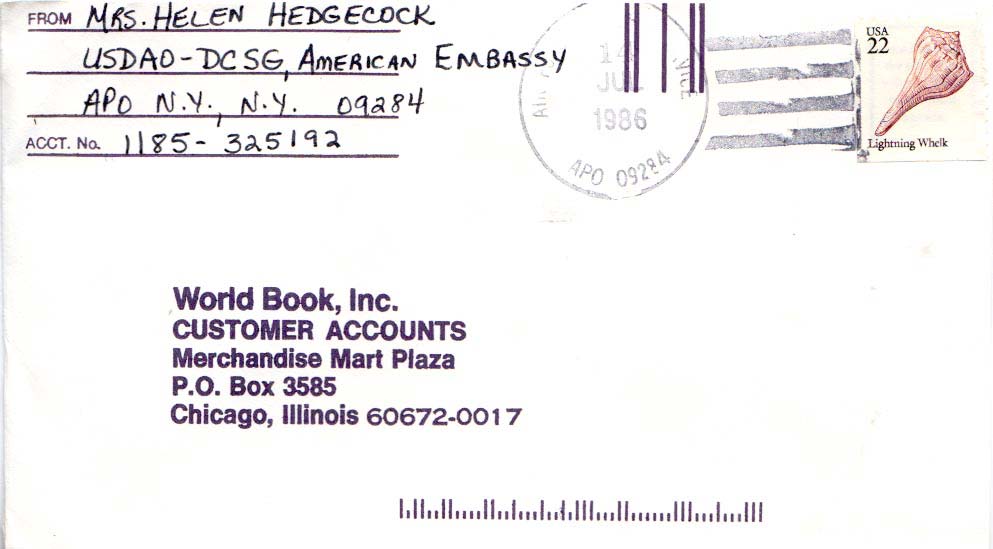 FROM MRS. HELEN HEDGECOCK
USDAO-DCSG, AMERICAN EMBASSY
APO N.Y., N.Y. 09284
ACCT. No. 1185-325192
14
JUL
1986
APO 09284
USA
22
Lightning Whelk
World Book, Inc.
CUSTOMER ACCOUNTS
Merchandise Mart Plaza
P.O. Box 3585
Chicago, Illinois 60672-0017